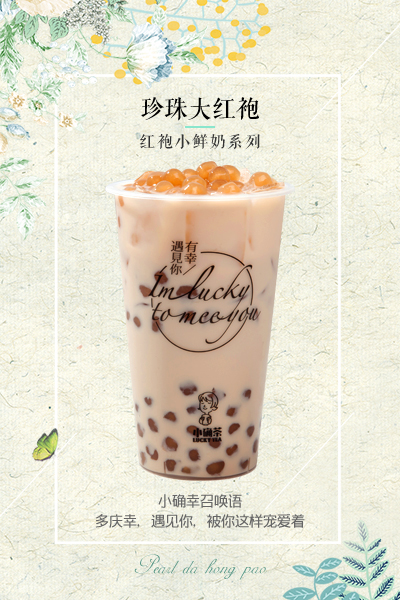 珍珠大红袍
红袍小鲜奶系列
有幸/
遇見你
I'm lucky
to meet you
小确茶
LUCKY TEA
小确幸召唤语
多庆幸，遇见你，被你这样宠爱着
Pearl da hong pao